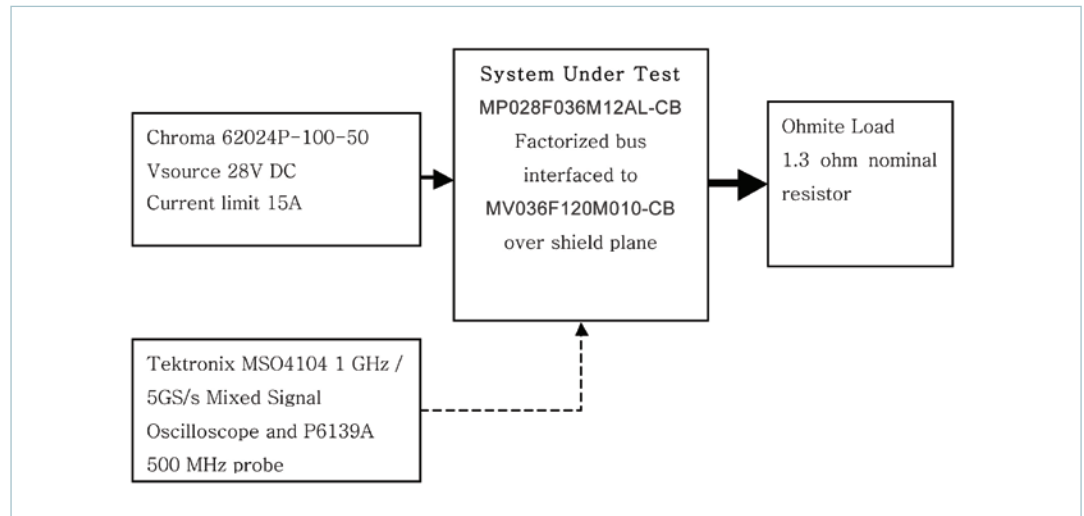 Chroma 62024P-100-50
Vsource 28V DC
Current limit 15A
System Under Test
MP028F036M12AL-CB
Factorized bus
interfaced to
MV036F120M010-CB
over shield plane
Ohmite Load
1.3 ohm nominal
resistor
Tektronix MSO4104 1 GHz /
5GS/s Mixed Signal
Oscilloscope and P6139A
500 MHz probe